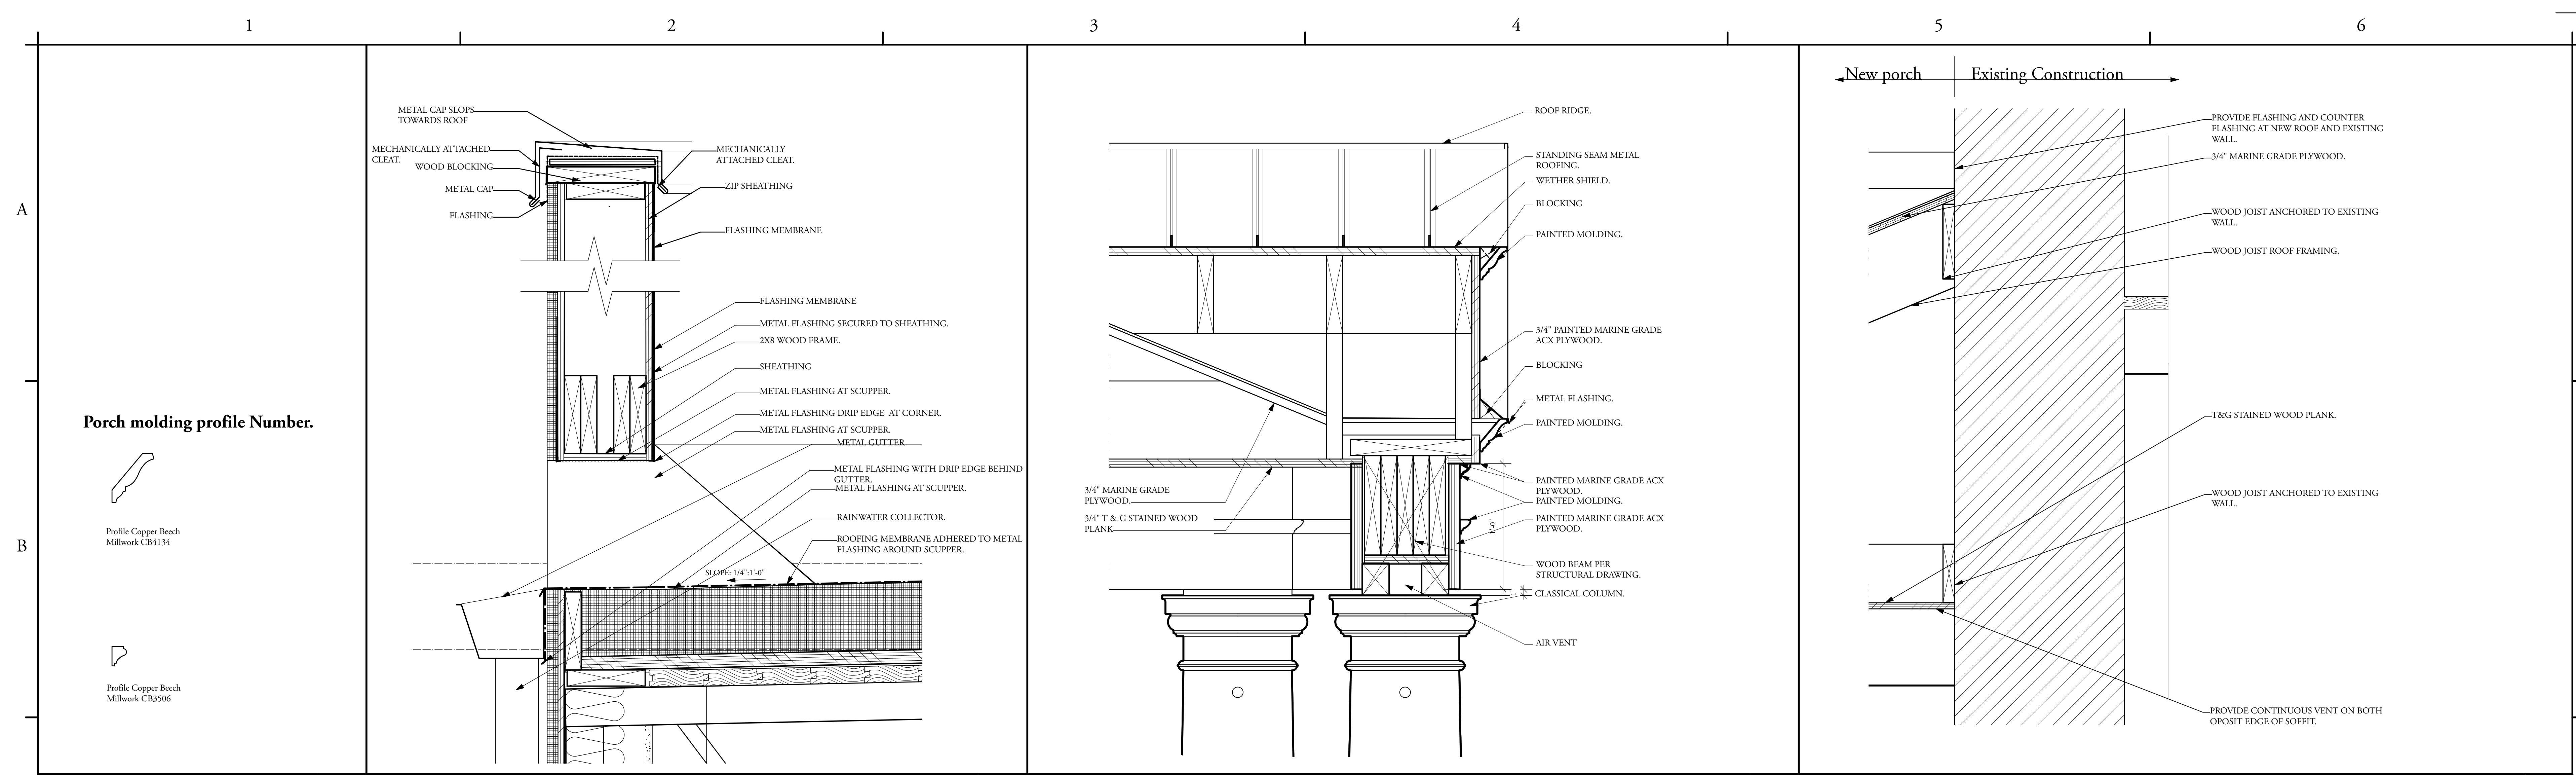 1
2
3
4
5
6
A
B
Porch molding profile Number.
Profile Copper Beech
Millwork CB4134
Profile Copper Beech
Millwork CB3506
METAL CAP SLOPS
TOWARDS ROOF
MECHANICALLY ATTACHED
CLEAT.
WOOD BLOCKING
METAL CAP
FLASHING
MECHANICALLY
ATTACHED CLEAT.
ZIP SHEATHING
FLASHING MEMBRANE
FLASHING MEMBRANE
METAL FLASHING SECURED TO SHEATHING.
2X8 WOOD FRAME.
SHEATHING
METAL FLASHING AT SCUPPER.
METAL FLASHING DRIP EDGE AT CORNER.
METAL FLASHING AT SCUPPER.
METAL GUTTER
METAL FLASHING WITH DRIP EDGE BEHIND
GUTTER.
METAL FLASHING AT SCUPPER.
RAINWATER COLLECTOR.
ROOFING MEMBRANE ADHERED TO METAL
FLASHING AROUND SCUPPER.
SLOPE: 1/4":1'-0"
ROOF RIDGE.
STANDING SEAM METAL
ROOFING.
WETHER SHIELD.
BLOCKING
PAINTED MOLDING.
3/4" PAINTED MARINE GRADE
ACX PLYWOOD.
BLOCKING
METAL FLASHING.
PAINTED MOLDING.
3/4" MARINE GRADE
PLYWOOD.
3/4" T & G STAINED WOOD
PLANK
PAINTED MARINE GRADE ACX
PLYWOOD.
PAINTED MOLDING.
PAINTED MARINE GRADE ACX
PLYWOOD.
1'-0"
WOOD BEAM PER
STRUCTURAL DRAWING.
CLASSICAL COLUMN.
AIR VENT
New porch
Existing Construction
PROVIDE FLASHING AND COUNTER
FLASHING AT NEW ROOF AND EXISTING
WALL.
3/4" MARINE GRADE PLYWOOD.
WOOD JOIST ANCHORED TO EXISTING
WALL.
WOOD JOIST ROOF FRAMING.
T&G STAINED WOOD PLANK.
WOOD JOIST ANCHORED TO EXISTING
WALL.
PROVIDE CONTINUOUS VENT ON BOTH
OPOSIT EDGE OF SOFFIT.